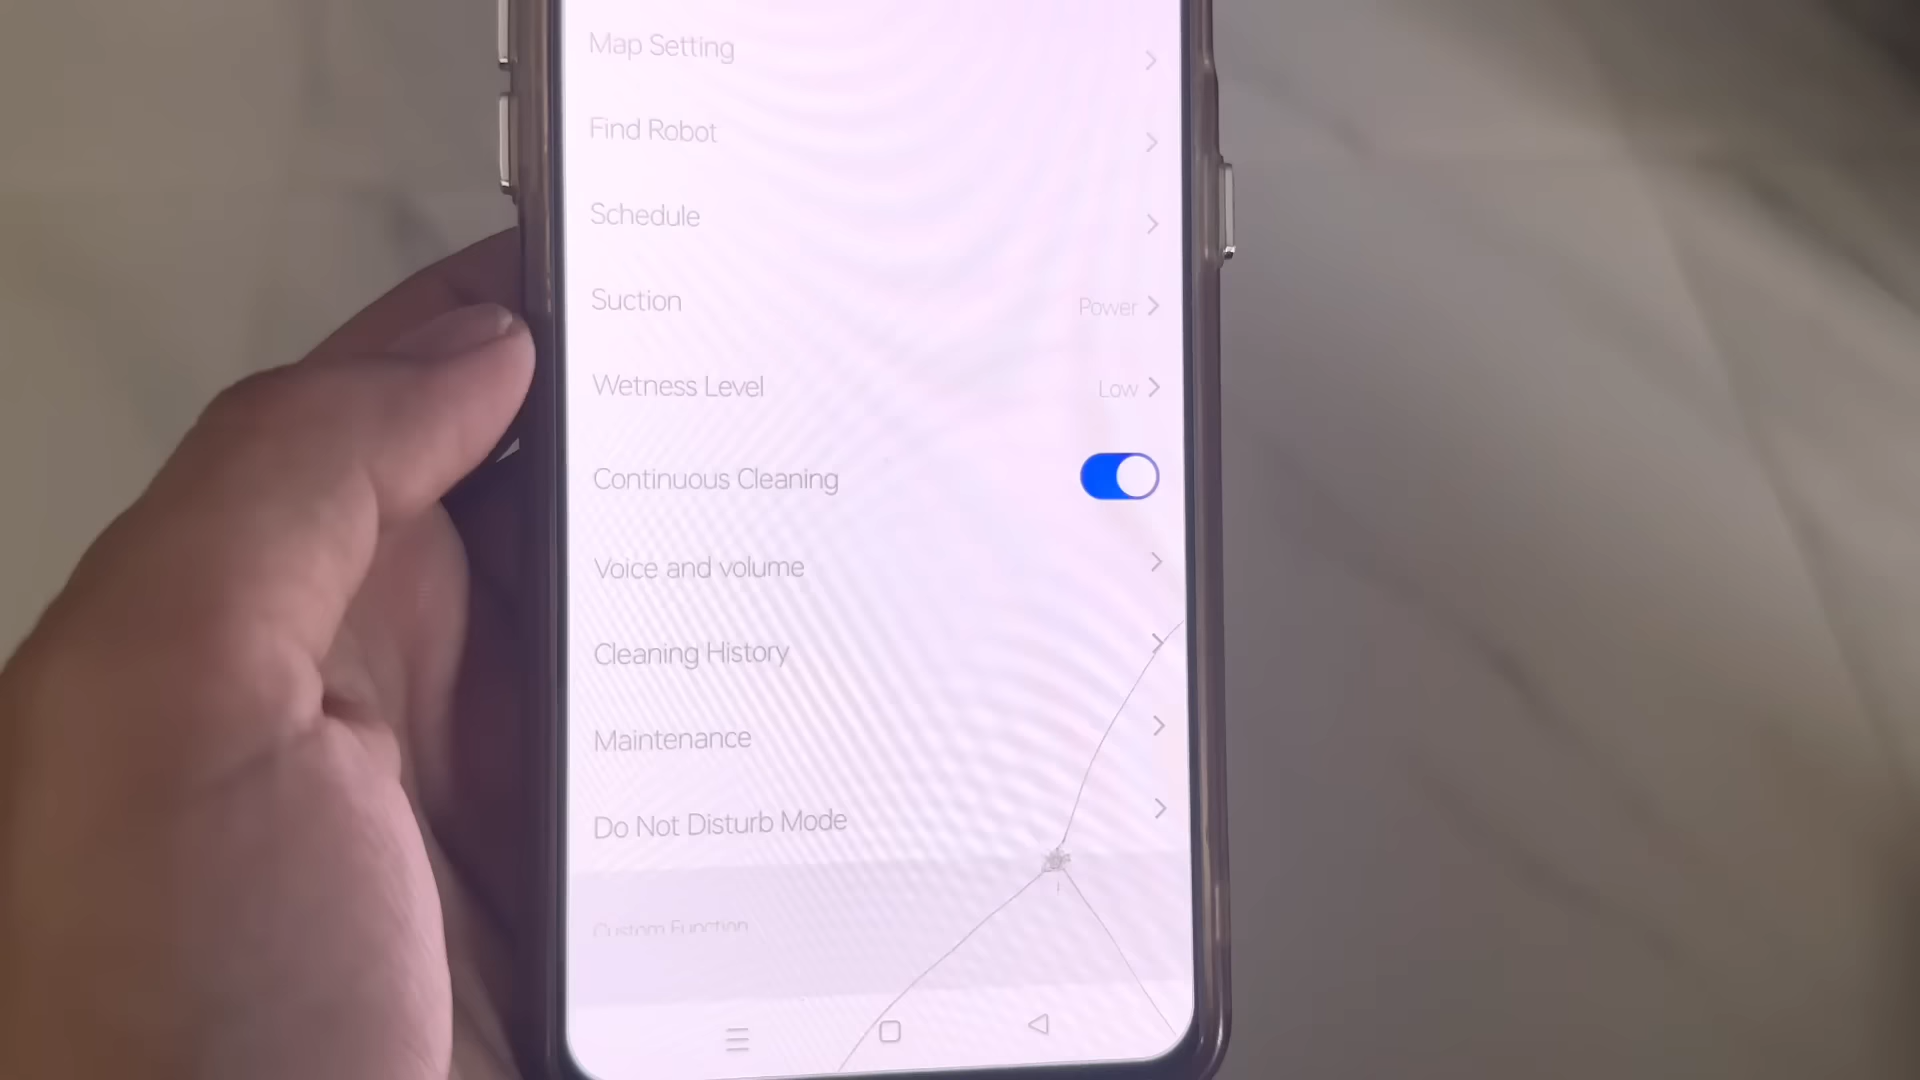 Map Setting
Find Robot
Schedule
Suction Power
Wetness Level Low
Continuous Cleaning
Voice and volume
Cleaning History
Maintenance
Do Not Disturb Mode
Custom Function